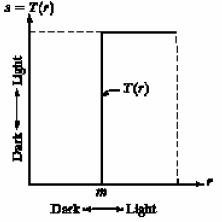 s = T(r)
Dark ⟵⟶ Light
T(r)
r
m
Dark ⟵⟶ Light